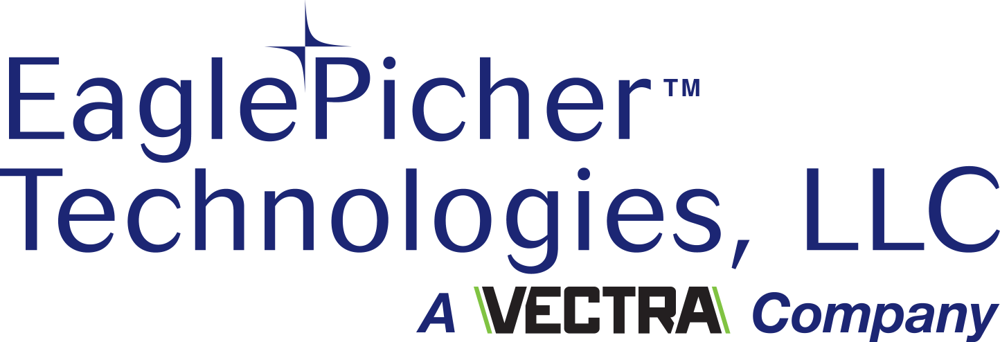 EaglePicher™
Technologies, LLC
A VECTRA Company